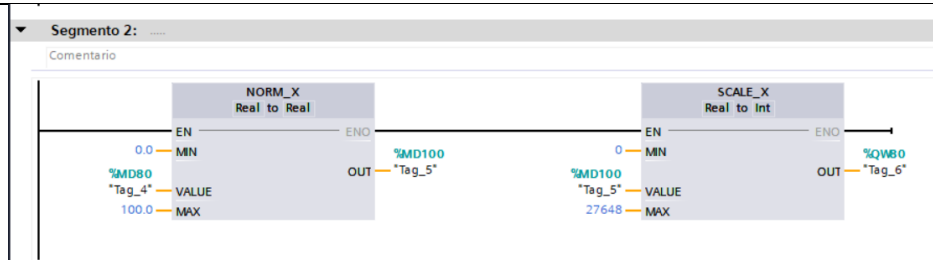 Segmento 2: .....
Comentario
NORM_X
Real to Real
EN
ENO
0.0
MIN
%MD80
"Tag_4"
VALUE
100.0
MAX
OUT
%MD100
"Tag_5"
SCALE_X
Real to Int
EN
ENO
0
MIN
%MD100
"Tag_5"
VALUE
27648
MAX
OUT
%QW80
"Tag_6"